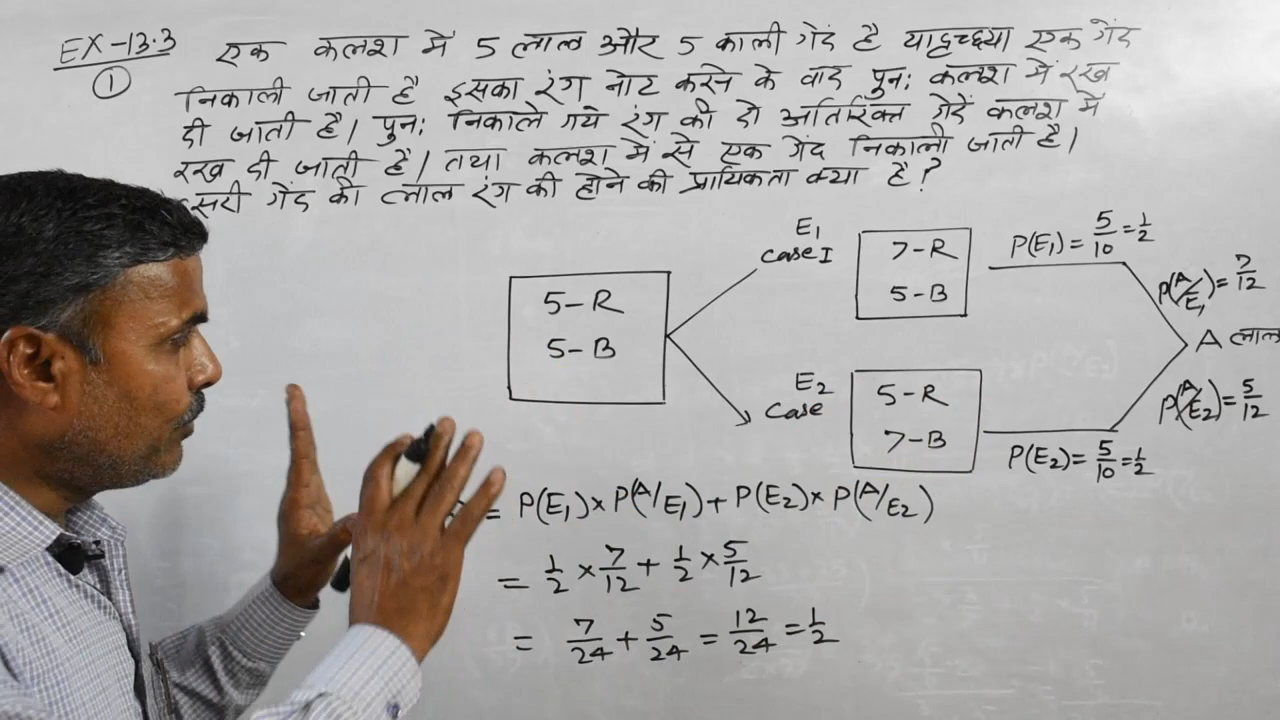 EX-13.3
①
एक कलश में 5 लाल और 5 काली गेंद है यादृच्छया एक गेंद
निकाली जाती है इसका रंग नोट करने के बाद पुनः कलश में रख
दी जाती है। पुनः निकाले गये रंग की दो अतिरिक्त गेंदें कलश में
रख दी जाती है। तथा कलश में से एक गेंद निकाली जाती है।
सरी गेंद की लाल रंग की होने की प्रायिकता क्या है?
5-R
5-B
E₁
Case I
7-R
5-B
P(E₁) = 5/10 = 1/2
P(A/E₁) = 7/12
A लाल
E₂
Case
5-R
7-B
P(E₂) = 5/10 = 1/2
P(A/E₂) = 5/12
= P(E₁) × P(A/E₁) + P(E₂) × P(A/E₂)
= 1/2 × 7/12 + 1/2 × 5/12
= 7/24 + 5/24 = 12/24 = 1/2